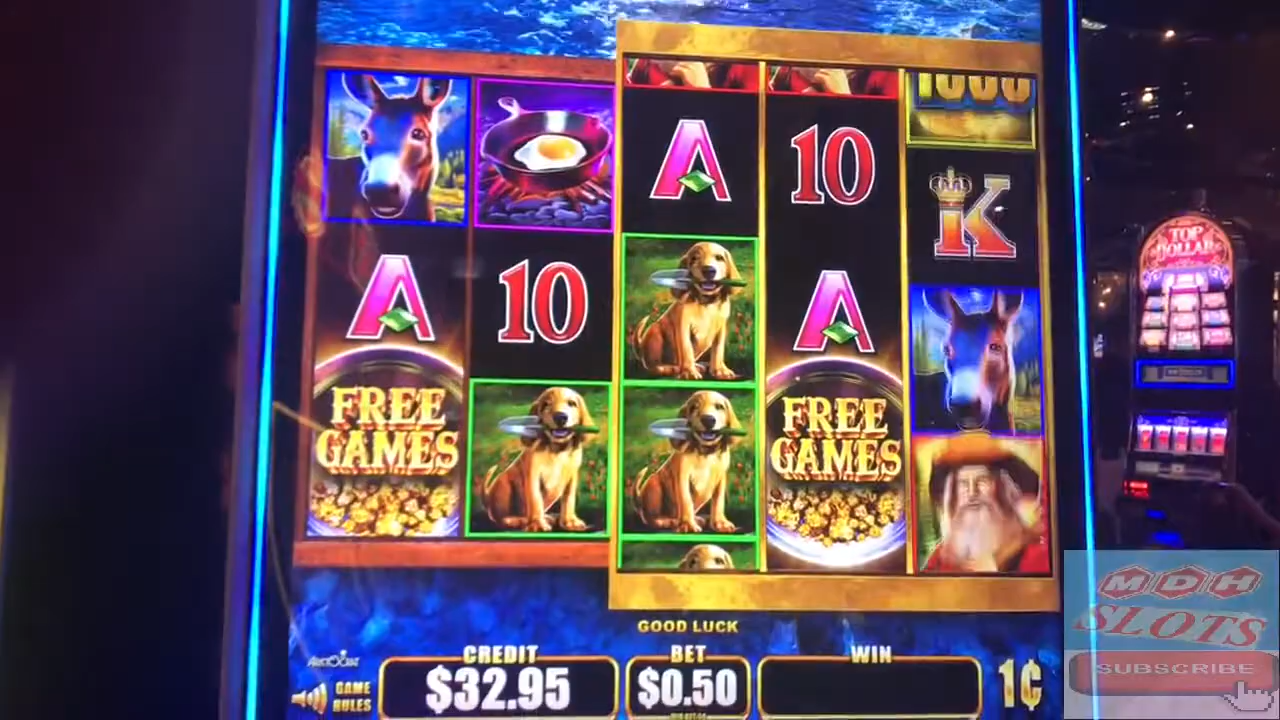 1000
A
10
K
TOP
DOLLAR
A
10
A
FREE
GAMES
FREE
GAMES
GOOD LUCK
ARISTOCRAT
CREDIT
BET
WIN
GAME
RULES
$32.95
$0.50
1¢
MDH
SLOTS
SUBSCRIBE